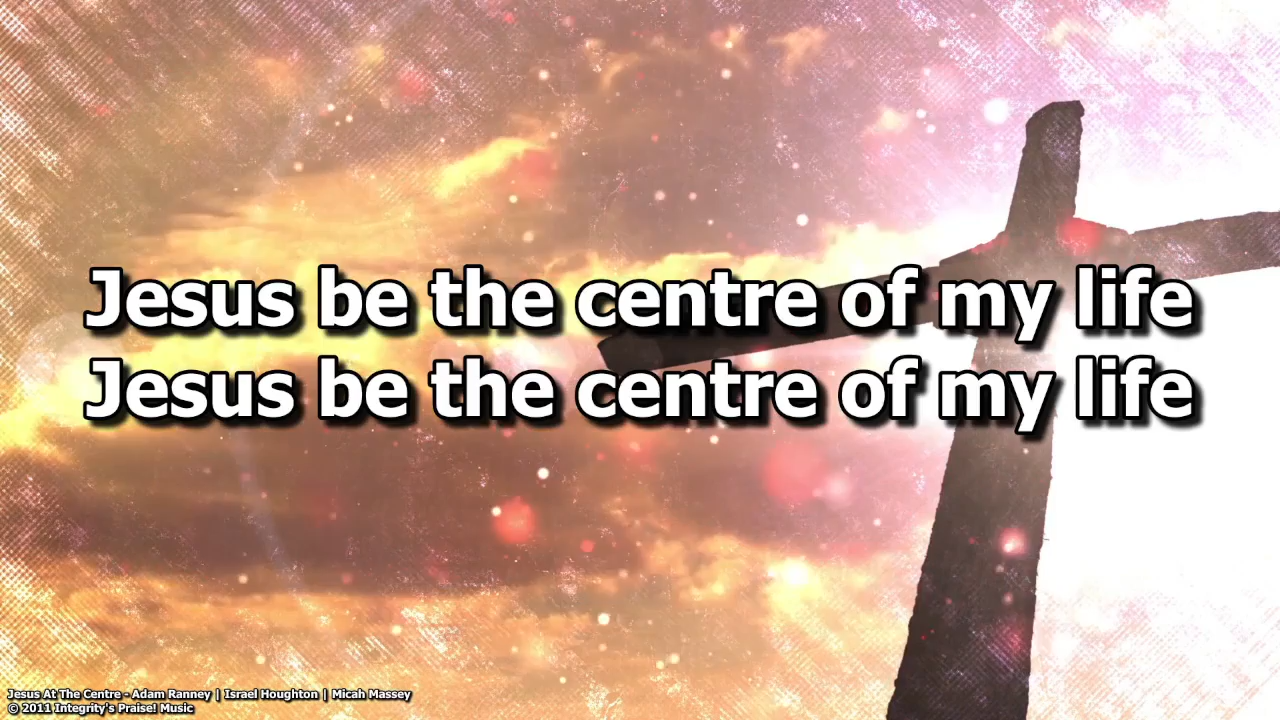 Jesus be the centre of my life
Jesus be the centre of my life
Jesus At The Centre - Adam Ranney | Israel Houghton | Micah Massey
© 2011 Integrity's Praise! Music